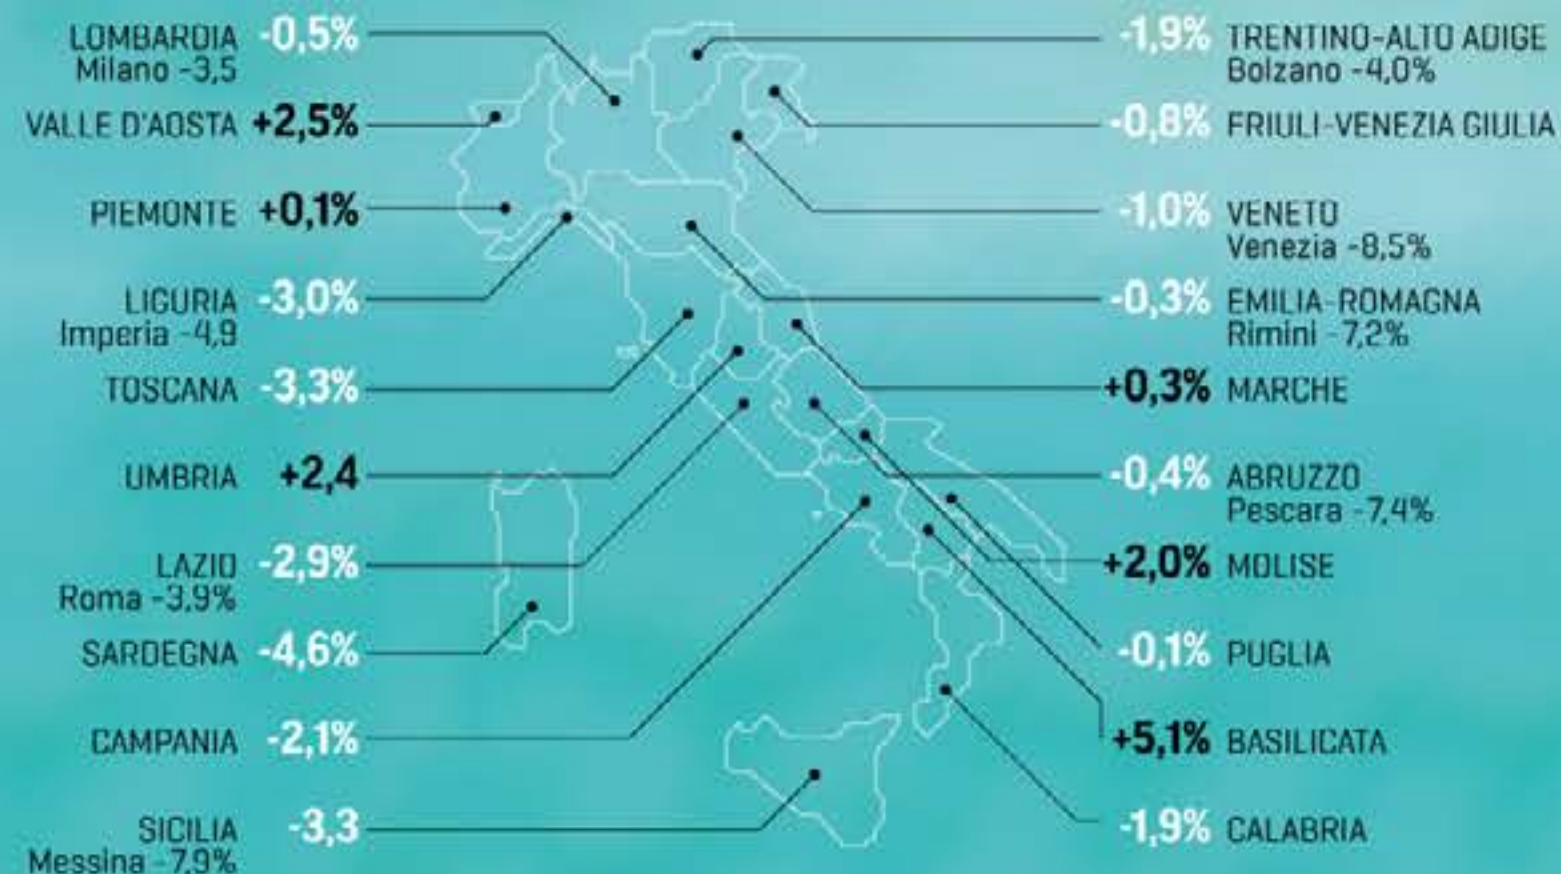 LOMBARDIA -0,5%
Milano -3,5
VALLE D'AOSTA +2,5%
PIEMONTE +0,1%
LIGURIA -3,0%
Imperia -4,9
TOSCANA -3,3%
UMBRIA +2,4
LAZIO -2,9%
Roma -3,9%
SARDEGNA -4,6%
CAMPANIA -2,1%
SICILIA -3,3
Messina -7,9%
-1,9% TRENTINO-ALTO ADIGE
Bolzano -4,0%
-0,8% FRIULI-VENEZIA GIULIA
-1,0% VENETO
Venezia -8,5%
-0,3% EMILIA-ROMAGNA
Rimini -7,2%
+0,3% MARCHE
-0,4% ABRUZZO
Pescara -7,4%
+2,0% MOLISE
-0,1% PUGLIA
+5,1% BASILICATA
-1,9% CALABRIA